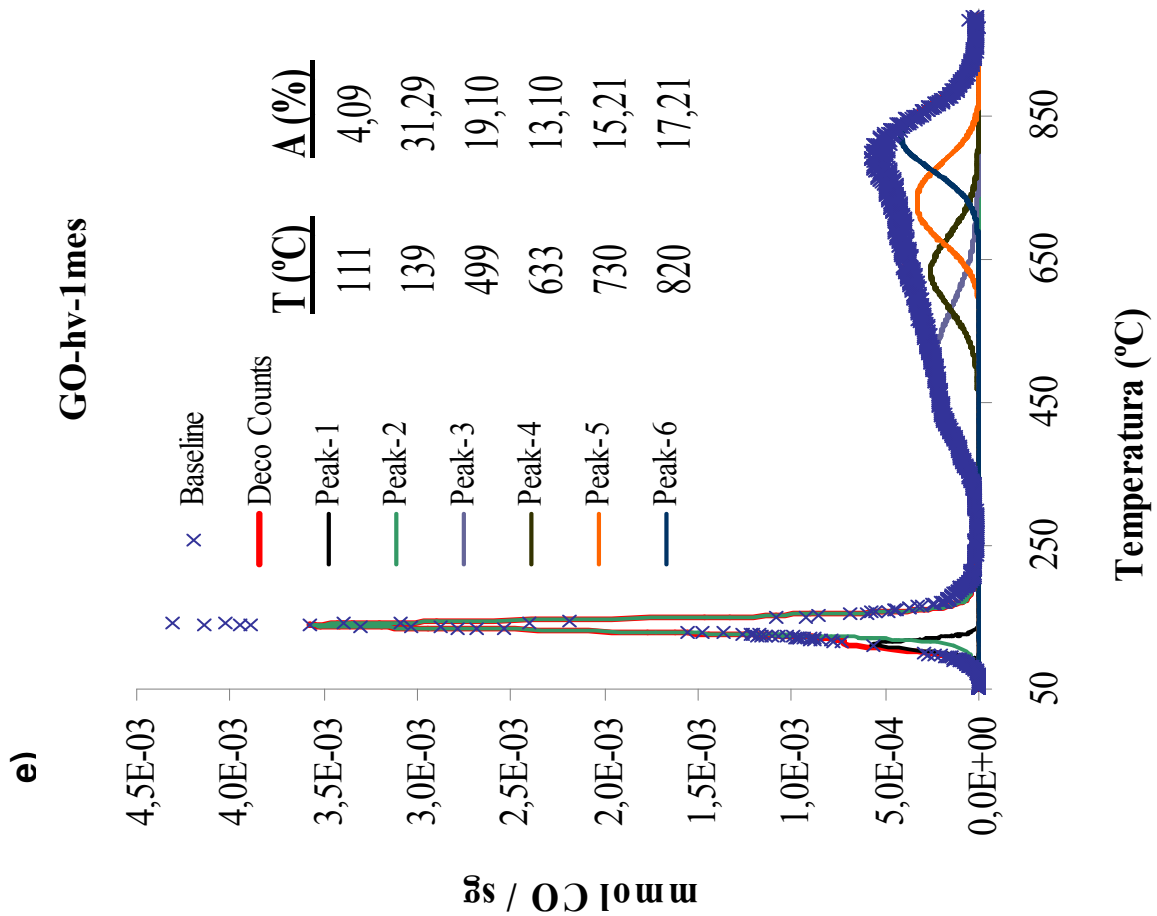 e)
GO-hv-1mes
Baseline
Deco Counts
Peak-1
Peak-2
Peak-3
Peak-4
Peak-5
Peak-6
T (ºC) A (%)
111 4,09
139 31,29
499 19,10
633 13,10
730 15,21
820 17,21
mmol CO / sg
4,5E-03
4,0E-03
3,5E-03
3,0E-03
2,5E-03
2,0E-03
1,5E-03
1,0E-03
5,0E-04
0,0E+00
50 250 450 650 850
Temperatura (ºC)